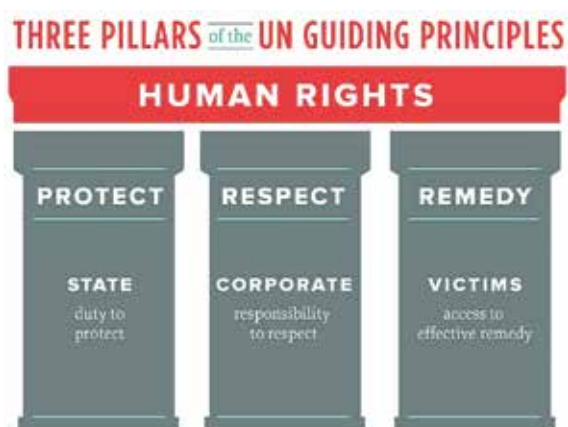 THREE PILLARS of the UN GUIDING PRINCIPLES
HUMAN RIGHTS
PROTECT
STATE
duty to
protect
RESPECT
CORPORATE
responsibility
to respect
REMEDY
VICTIMS
access to
effective remedy